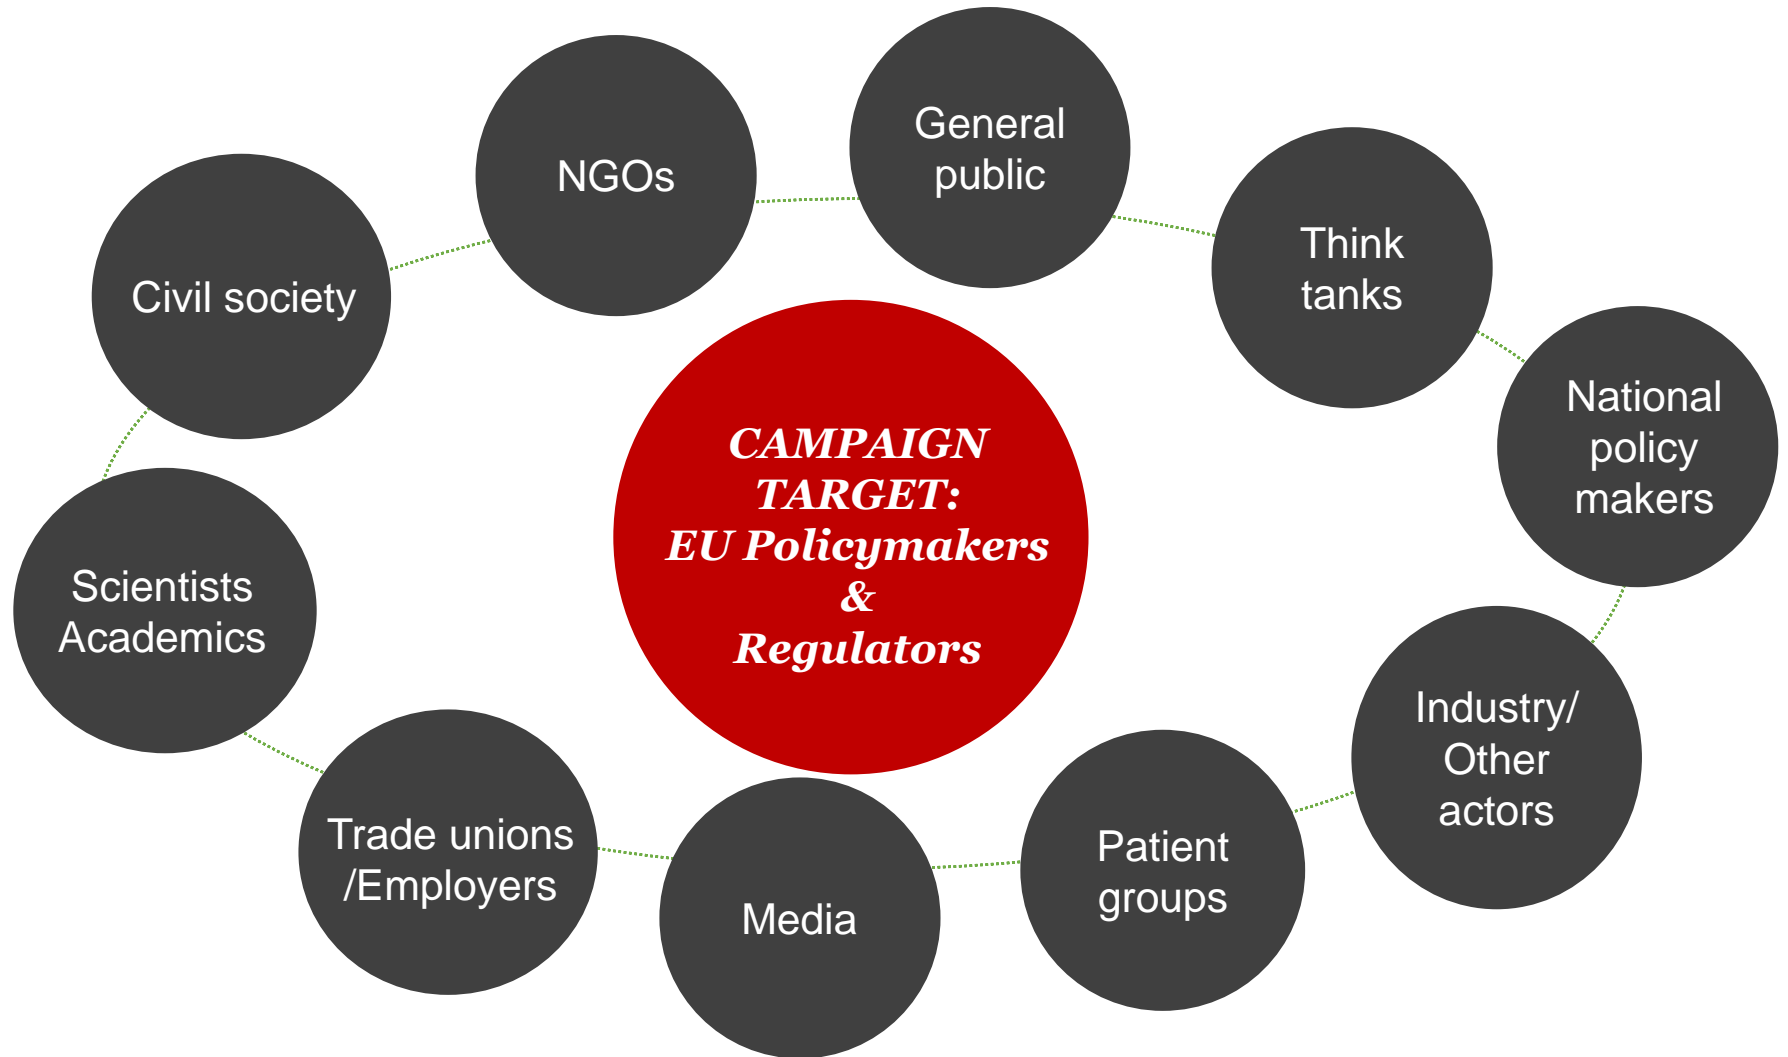 General
public
NGOs
Think
tanks
Civil society
National
policy
makers
CAMPAIGN
TARGET:
EU Policymakers
&
Regulators
Scientists
Academics
Industry/
Other
actors
Trade unions
/Employers
Patient
groups
Media